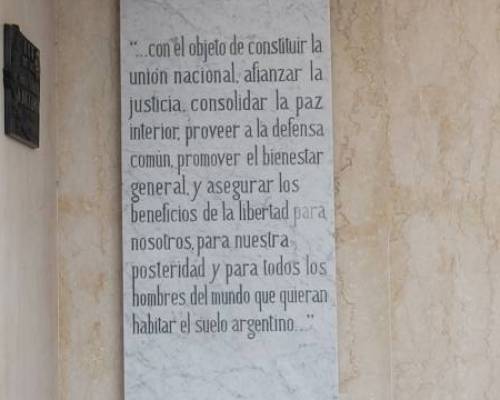 "...con el objeto de constituir la
unión nacional, afianzar la
justicia, consolidar la paz
interior, proveer a la defensa
común, promover el bienestar
general, y asegurar los
beneficios de la libertad para
nosotros, para nuestra
posteridad y para todos los
hombres del mundo que quieran
habitar el suelo argentino..."